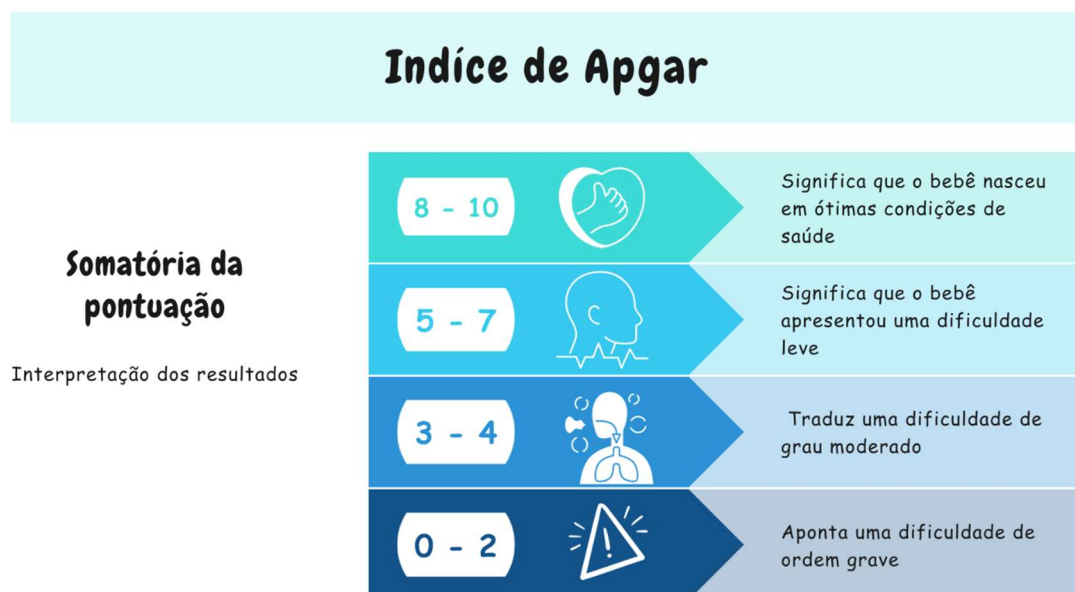 Indíce de Apgar
Somatória da
pontuação
Interpretação dos resultados
8 - 10
Significa que o bebê nasceu
em ótimas condições de
saúde
5 - 7
Significa que o bebê
apresentou uma dificuldade
leve
3 - 4
Traduz uma dificuldade de
grau moderado
0 - 2
Aponta uma dificuldade de
ordem grave